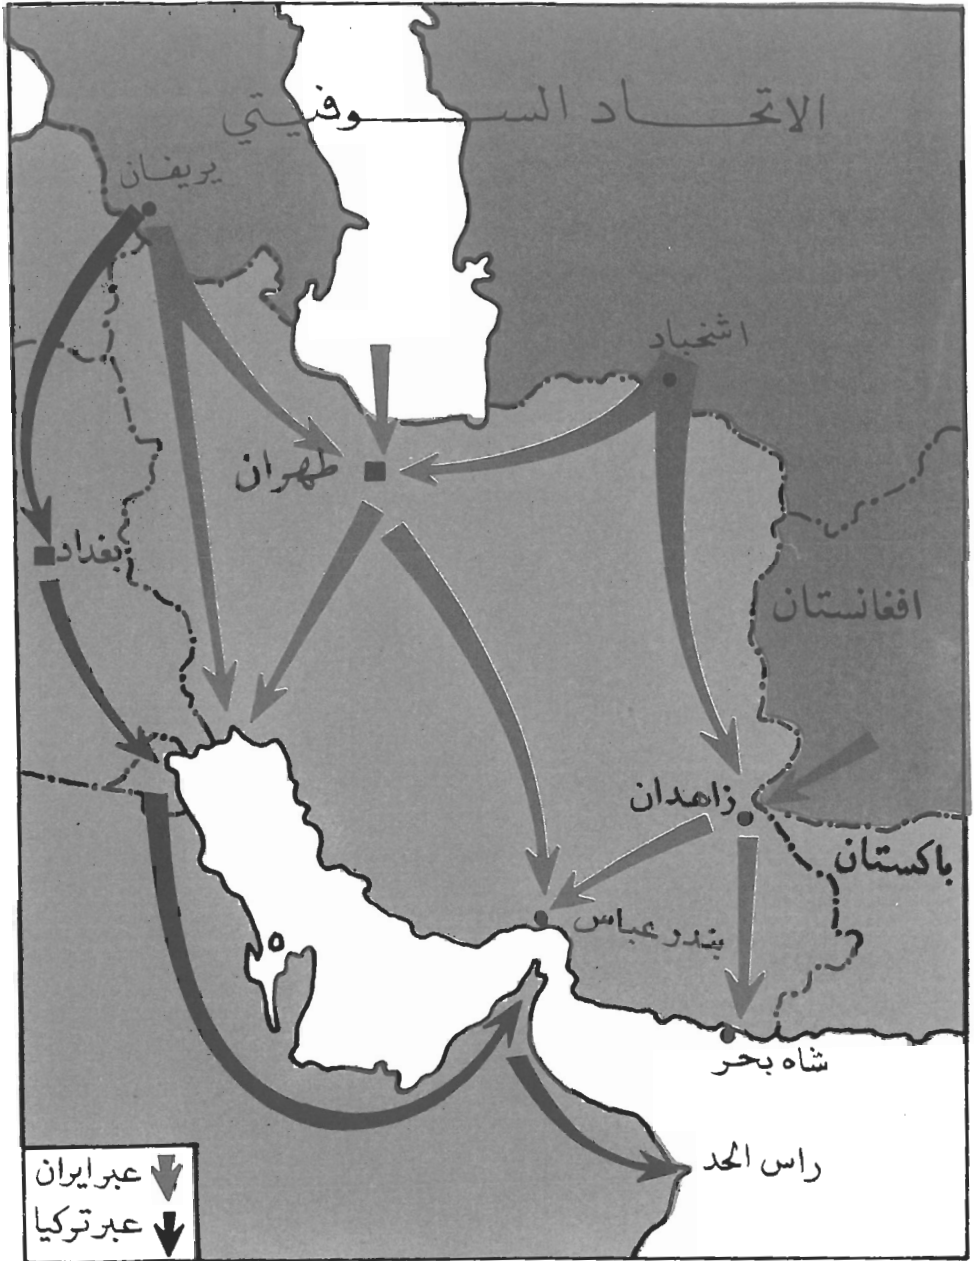 الاتحاد السوفيتي
يريفان
اشخباد
طهران
بغداد
افغانستان
زاهدان
باكستان
بندر عباس
شاه بحر
راس الحد
عبر ايران
عبر تركيا